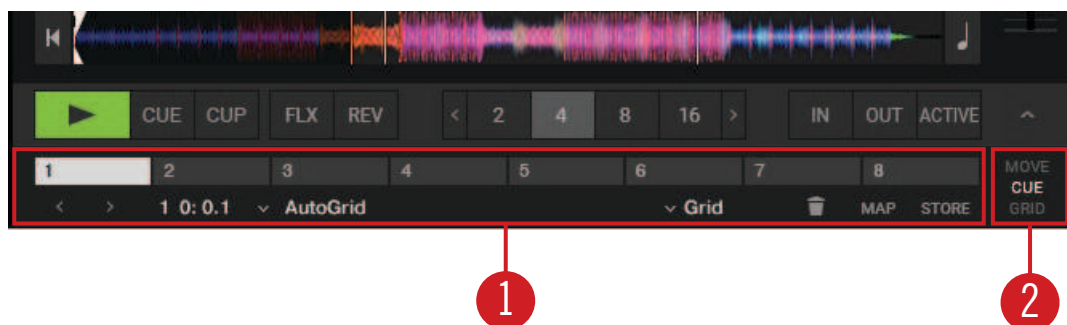 CUE CUP FLX REV < 2 4 8 16 > IN OUT ACTIVE
1 2 3 4 5 6 7 8 MOVE
CUE
< > 1 0: 0.1 AutoGrid Grid MAP STORE GRID
1 2